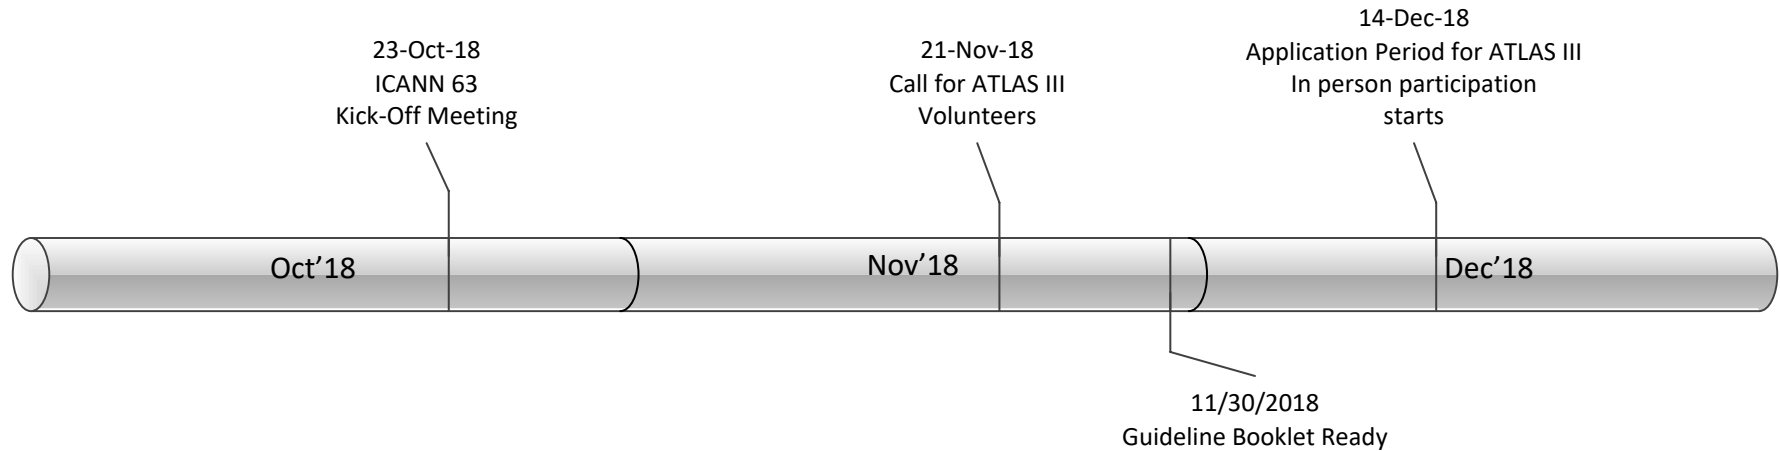 23-Oct-18
ICANN 63
Kick-Off Meeting
21-Nov-18
Call for ATLAS III
Volunteers
14-Dec-18
Application Period for ATLAS III
In person participation
starts
Oct’18
Nov’18
Dec’18
11/30/2018
Guideline Booklet Ready